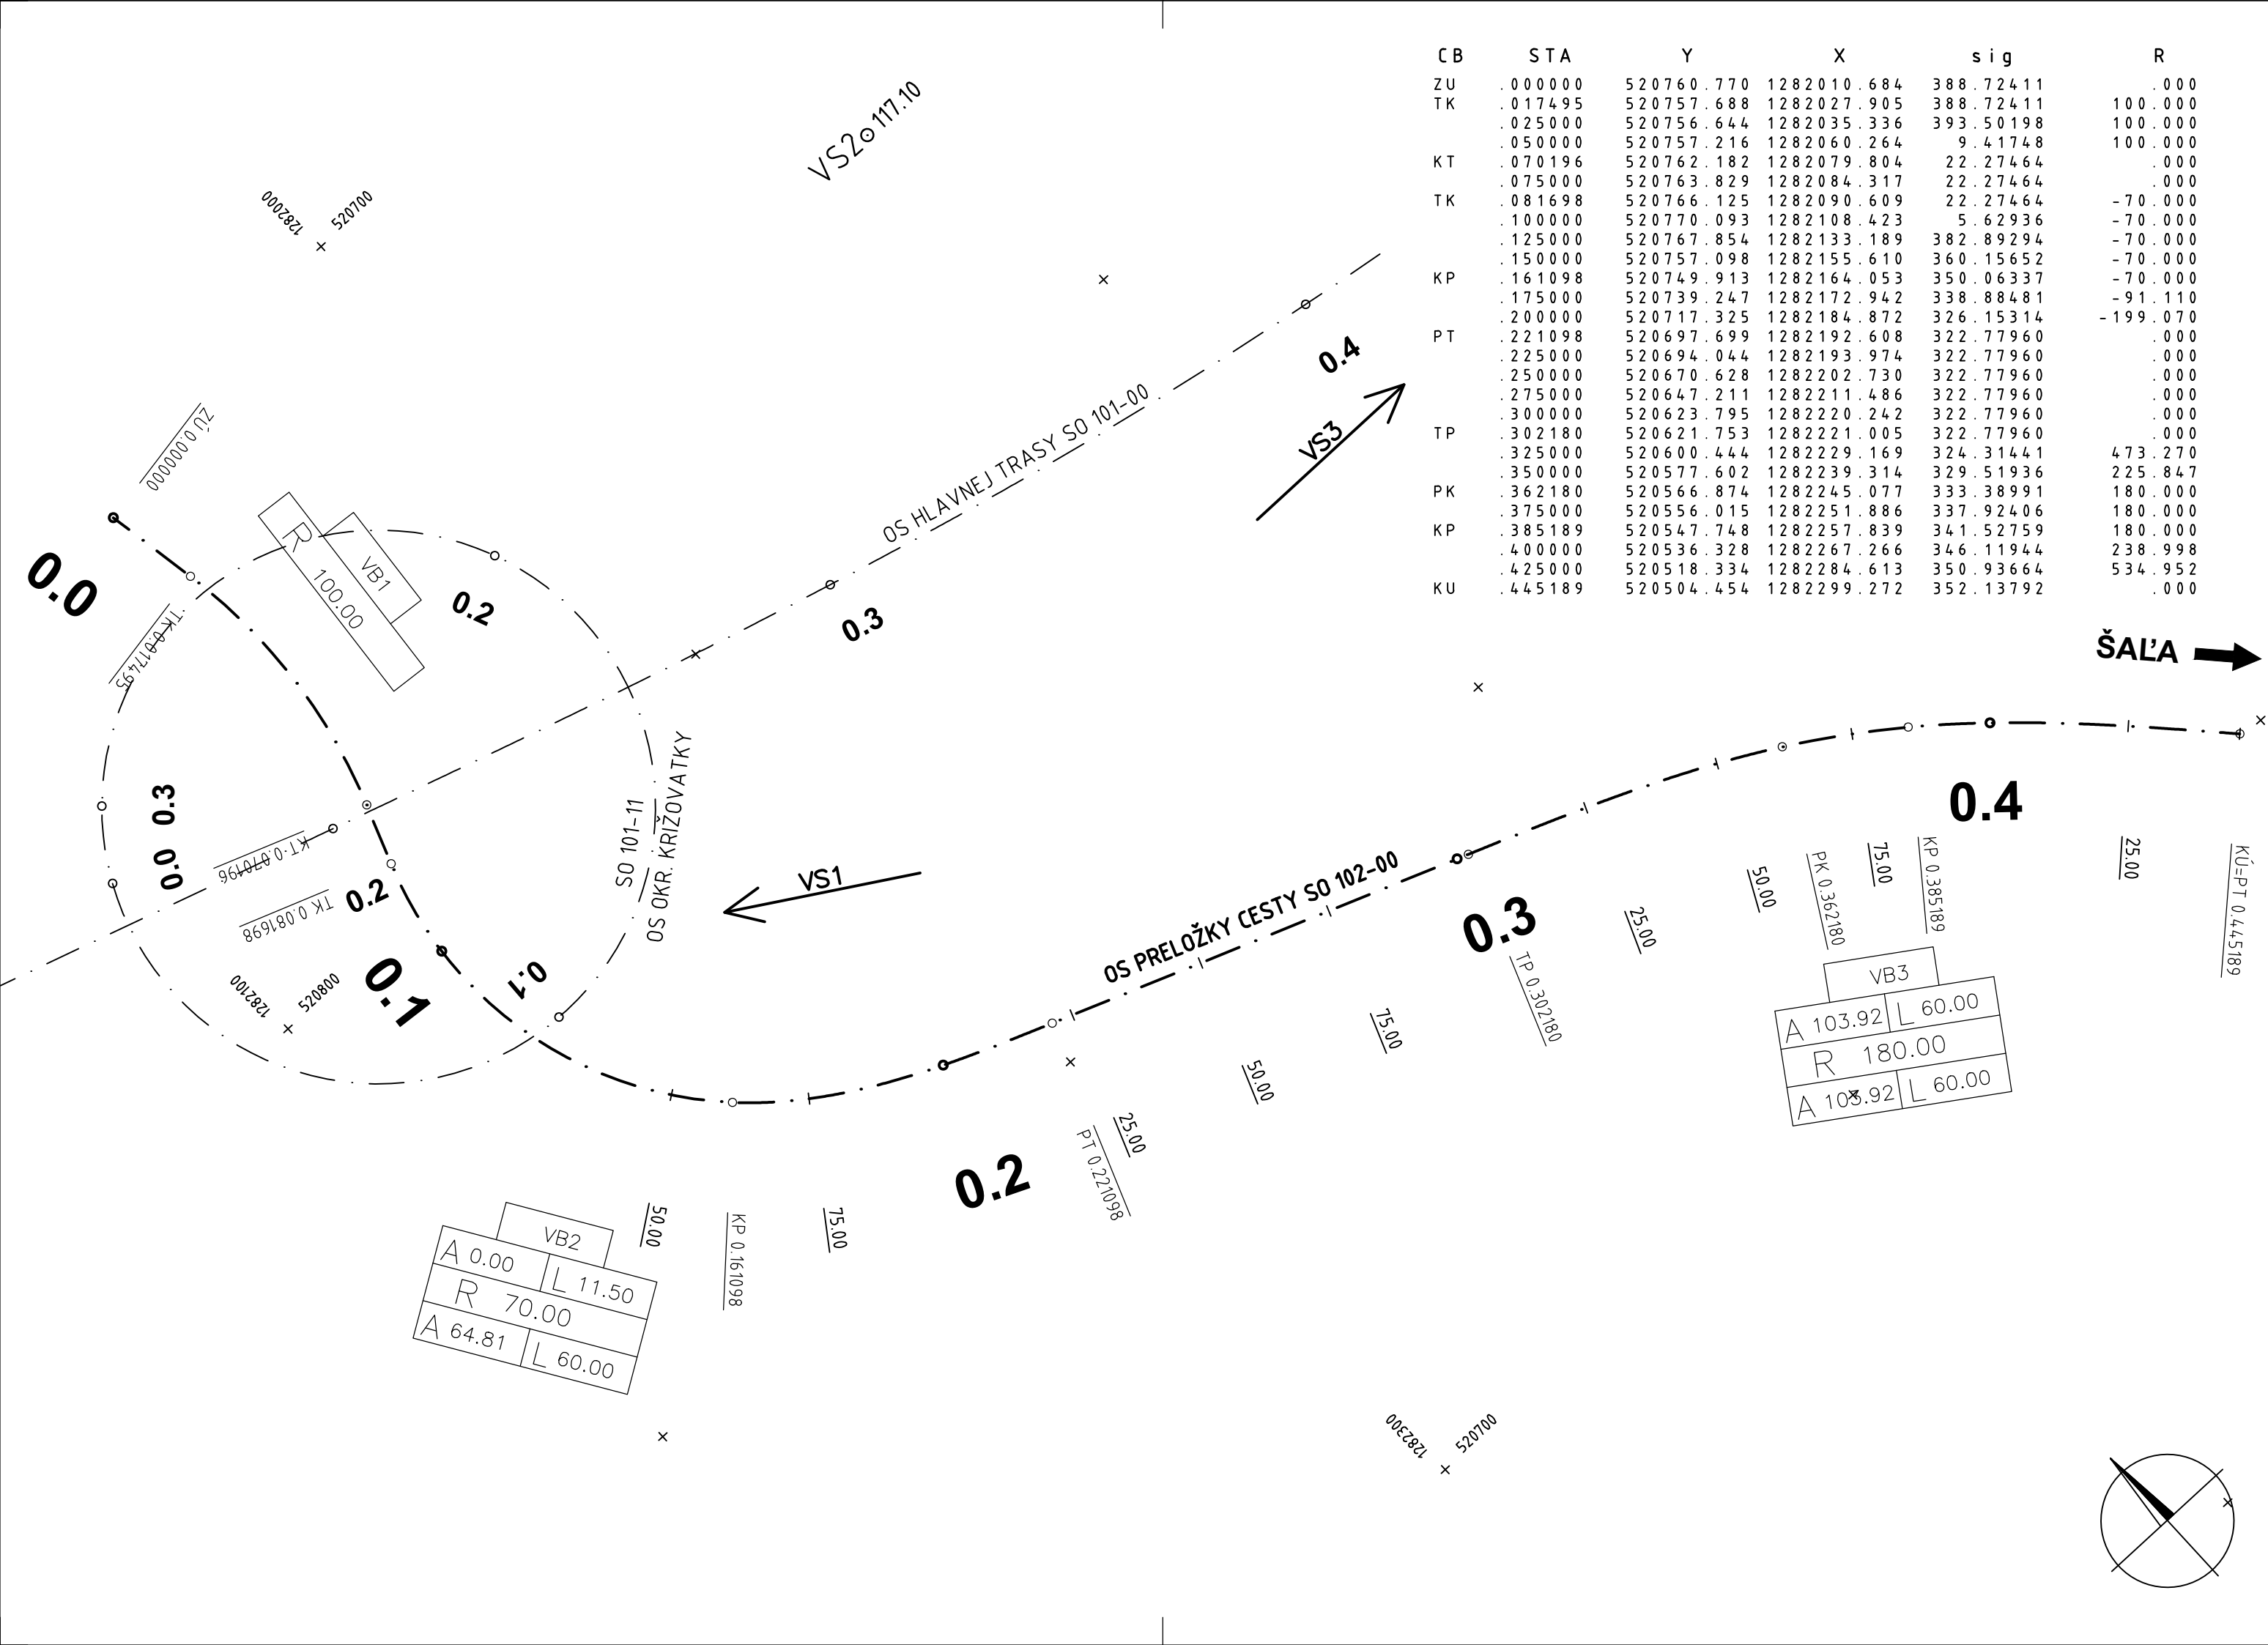 CB STA Y X sig R
ZU .000000 520760.770 1282010.684 388.72411 .000
TK .017495 520757.688 1282027.905 388.72411 100.000
.025000 520756.644 1282035.336 393.50198 100.000
.050000 520757.216 1282060.264 9.41748 100.000
KT .070196 520762.182 1282079.804 22.27464 .000
.075000 520763.829 1282084.317 22.27464 .000
TK .081698 520766.125 1282090.609 22.27464 -70.000
.100000 520770.093 1282108.423 5.62936 -70.000
.125000 520767.854 1282133.189 382.89294 -70.000
.150000 520757.098 1282155.610 360.15652 -70.000
KP .161098 520749.913 1282164.053 350.06337 -70.000
.175000 520739.247 1282172.942 338.88481 -91.110
.200000 520717.325 1282184.872 326.15314 -199.070
PT .221098 520697.699 1282192.608 322.77960 .000
.225000 520694.044 1282193.974 322.77960 .000
.250000 520670.628 1282202.730 322.77960 .000
.275000 520647.211 1282211.486 322.77960 .000
.300000 520623.795 1282220.242 322.77960 .000
TP .302180 520621.753 1282221.005 322.77960 .000
.325000 520600.444 1282229.169 324.31441 473.270
.350000 520577.602 1282239.314 329.51936 225.847
PK .362180 520566.874 1282245.077 333.38991 180.000
.375000 520556.015 1282251.886 337.92406 180.000
KP .385189 520547.748 1282257.839 341.52759 180.000
.400000 520536.328 1282267.266 346.11944 238.998
.425000 520518.334 1282284.613 350.93664 534.952
KU .445189 520504.454 1282299.272 352.13792 .000
VS2 117.10
1282000
520700
0.4
VS3
OS HLAVNEJ TRASY SO 101-00
ZÚ 0.000000
0.0
VB1
R 100.00
0.2
0.3
TK 0.017495
ŠAĽA
0.3
0.0
KT 0.070196
TK 0.081698
0.2
1282100
520800
0.1
0.1
SO 101-11
OS OKR. KRIŽOVATKY
VS1
OS PRELOŽKY CESTY SO 102-00
0.3
0.4
25.00
50.00
PK 0.362180
75.00
KP 0.385189
25.00
KÚ=PT 0.445189
TP 0.302180
75.00
50.00
25.00
PT 0.221098
0.2
75.00
KP 0.161098
50.00
VB3
A 103.92 L 60.00
R 180.00
A 103.92 L 60.00
VB2
A 0.00 L 11.50
R 70.00
A 64.81 L 60.00
1282300
520700